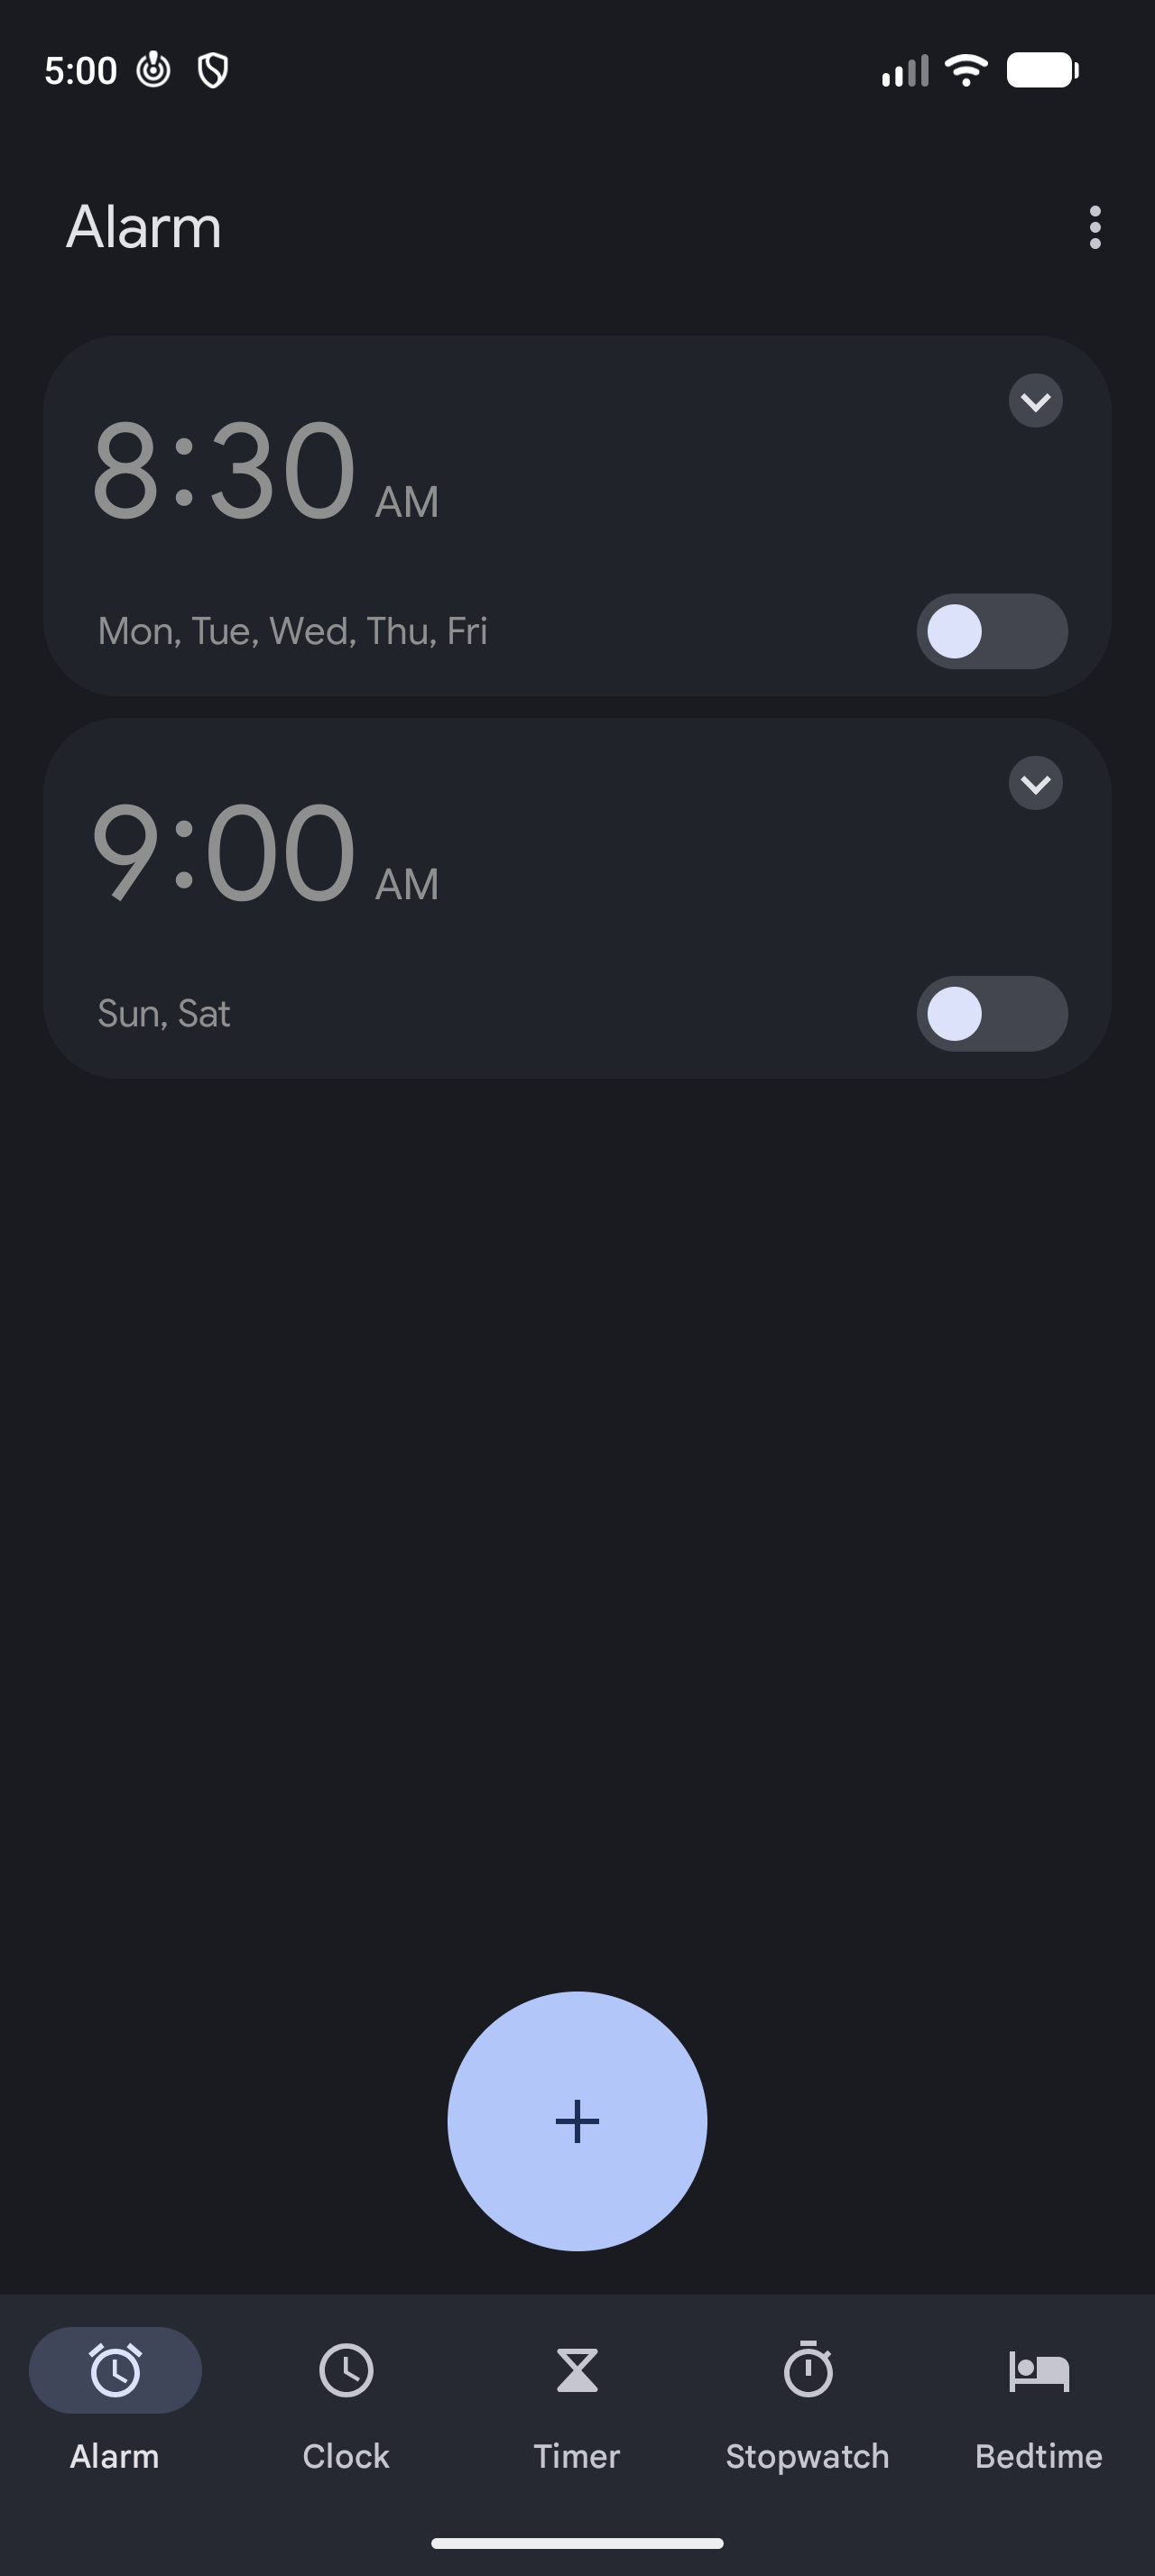 5:00
Alarm
8:30 AM
Mon, Tue, Wed, Thu, Fri
9:00 AM
Sun, Sat
Alarm Clock Timer Stopwatch Bedtime